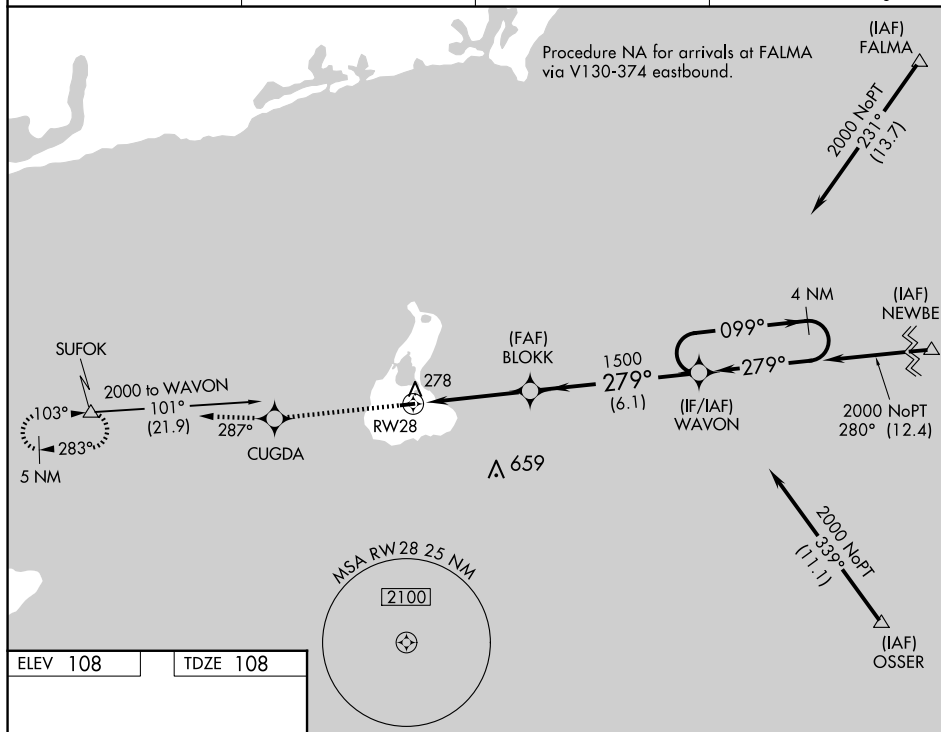 Procedure NA for arrivals at FALMA
via V130-374 eastbound.
(IAF)
FALMA
2000 NoPT
231°
(13.7)
4 NM
(IAF)
NEWBE
099°
279°
(FAF)
BLOKK
1500
279°
(6.1)
(IF/IAF)
WAVON
2000 NoPT
280° (12.4)
SUFOK
2000 to WAVON
101°
(21.9)
103°
283°
5 NM
287°
CUGDA
278
RW28
659
2000 NoPT
339°
(11.1)
(IAF)
OSSER
MSA RW28 25 NM
2100
ELEV 108
TDZE 108